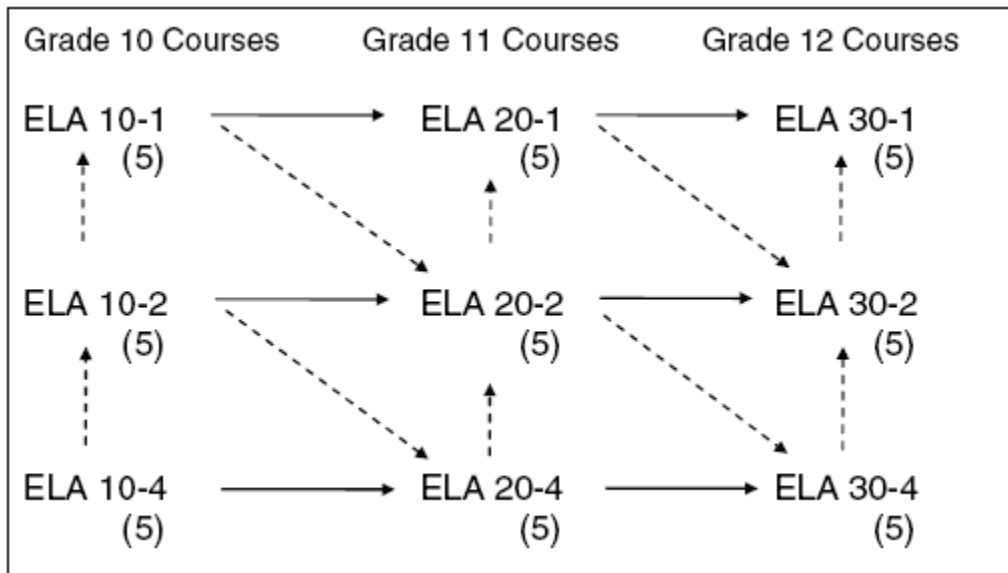 Grade 10 Courses Grade 11 Courses Grade 12 Courses
ELA 10-1 ELA 20-1 ELA 30-1
(5) (5) (5)
ELA 10-2 ELA 20-2 ELA 30-2
(5) (5) (5)
ELA 10-4 ELA 20-4 ELA 30-4
(5) (5) (5)